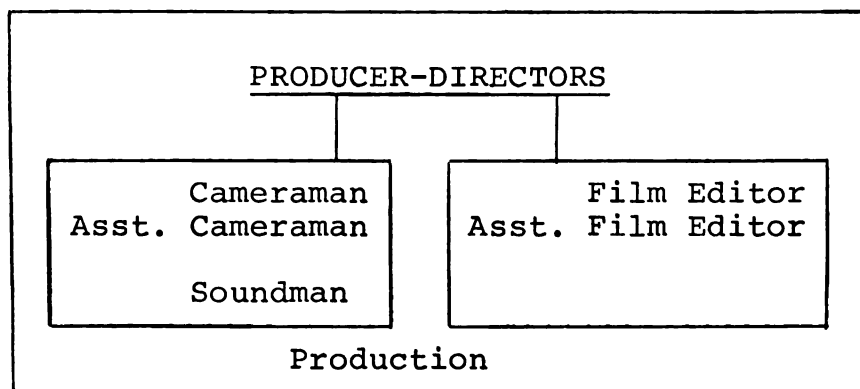 PRODUCER-DIRECTORS
Cameraman
Asst. Cameraman
Soundman
Film Editor
Asst. Film Editor
Production